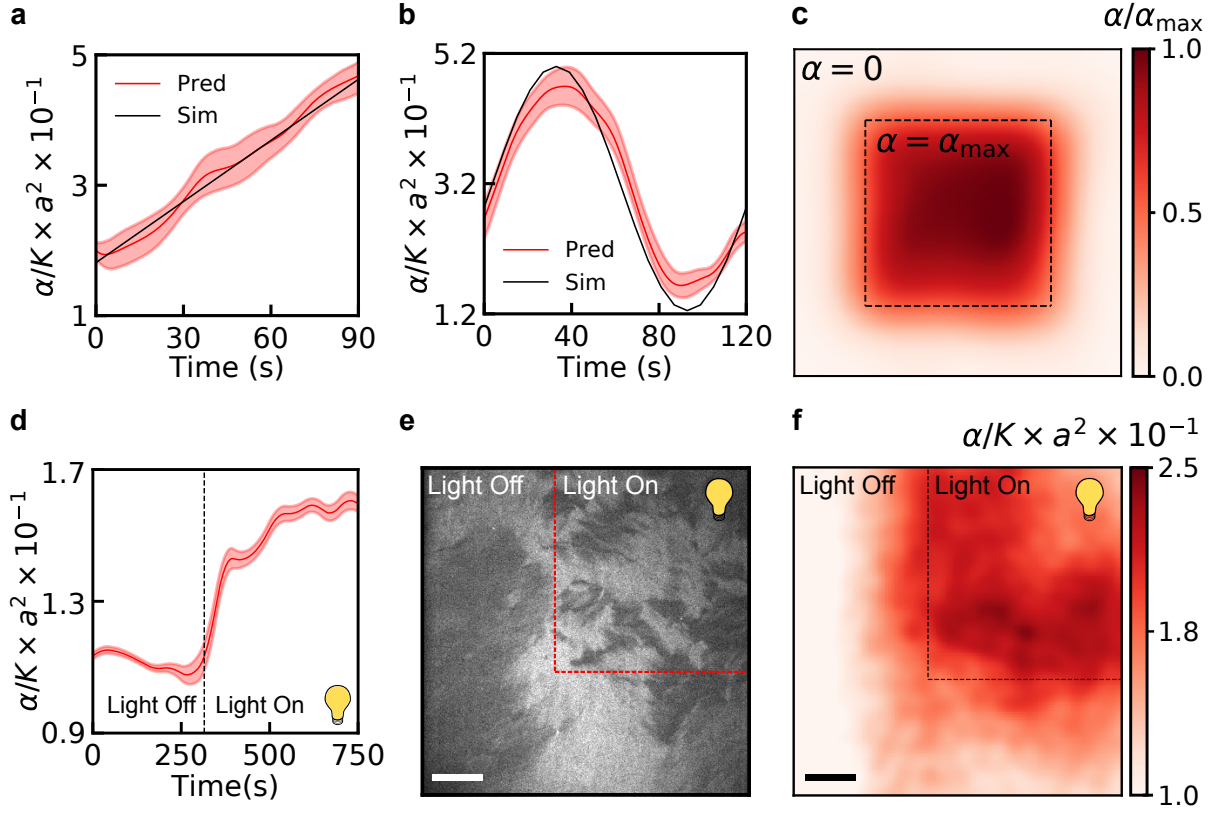 a
α/K × a² × 10⁻¹
5
3
1
Pred
Sim
0 30 60 90
Time (s)
b
α/K × a² × 10⁻¹
5.2
3.2
1.2
Pred
Sim
0 40 80 120
Time (s)
c
α/αmax
α = 0
α = αmax
1.0
0.5
0.0
d
α/K × a² × 10⁻¹
1.7
1.3
0.9
Light Off Light On
0 250 500 750
Time(s)
e
Light Off Light On
f
α/K × a² × 10⁻¹
Light Off Light On
2.5
1.8
1.0